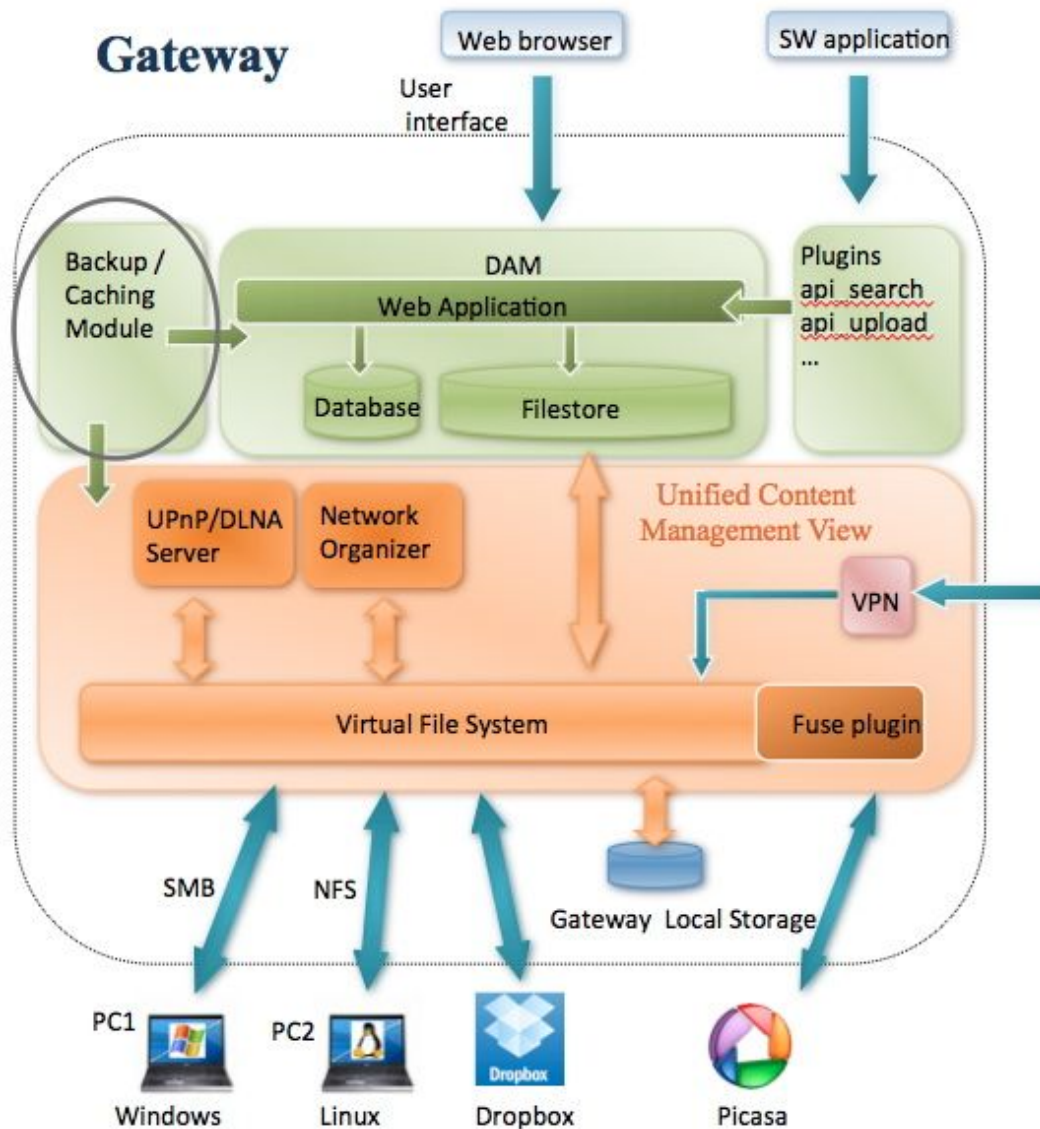 Gateway
Web browser
SW application
User
interface
Backup /
Caching
Module
DAM
Web Application
Database
Filestore
Plugins
api_search
api_upload
...
UPnP/DLNA
Server
Network
Organizer
Unified Content
Management View
VPN
Virtual File System
Fuse plugin
SMB
NFS
Gateway Local Storage
PC1
PC2
Dropbox
Windows
Linux
Dropbox
Picasa